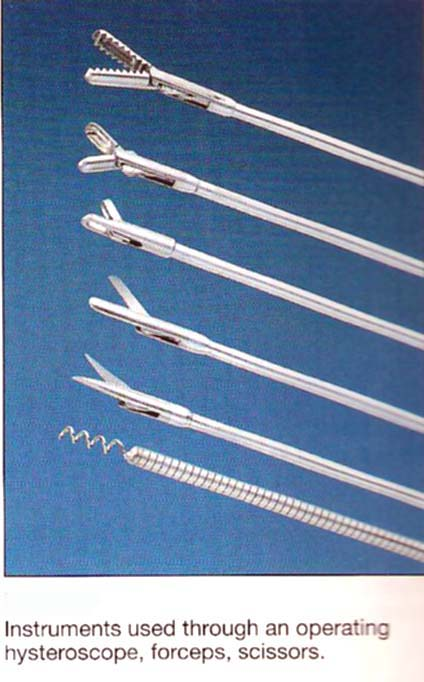 Instruments used through an operating
hysteroscope, forceps, scissors.